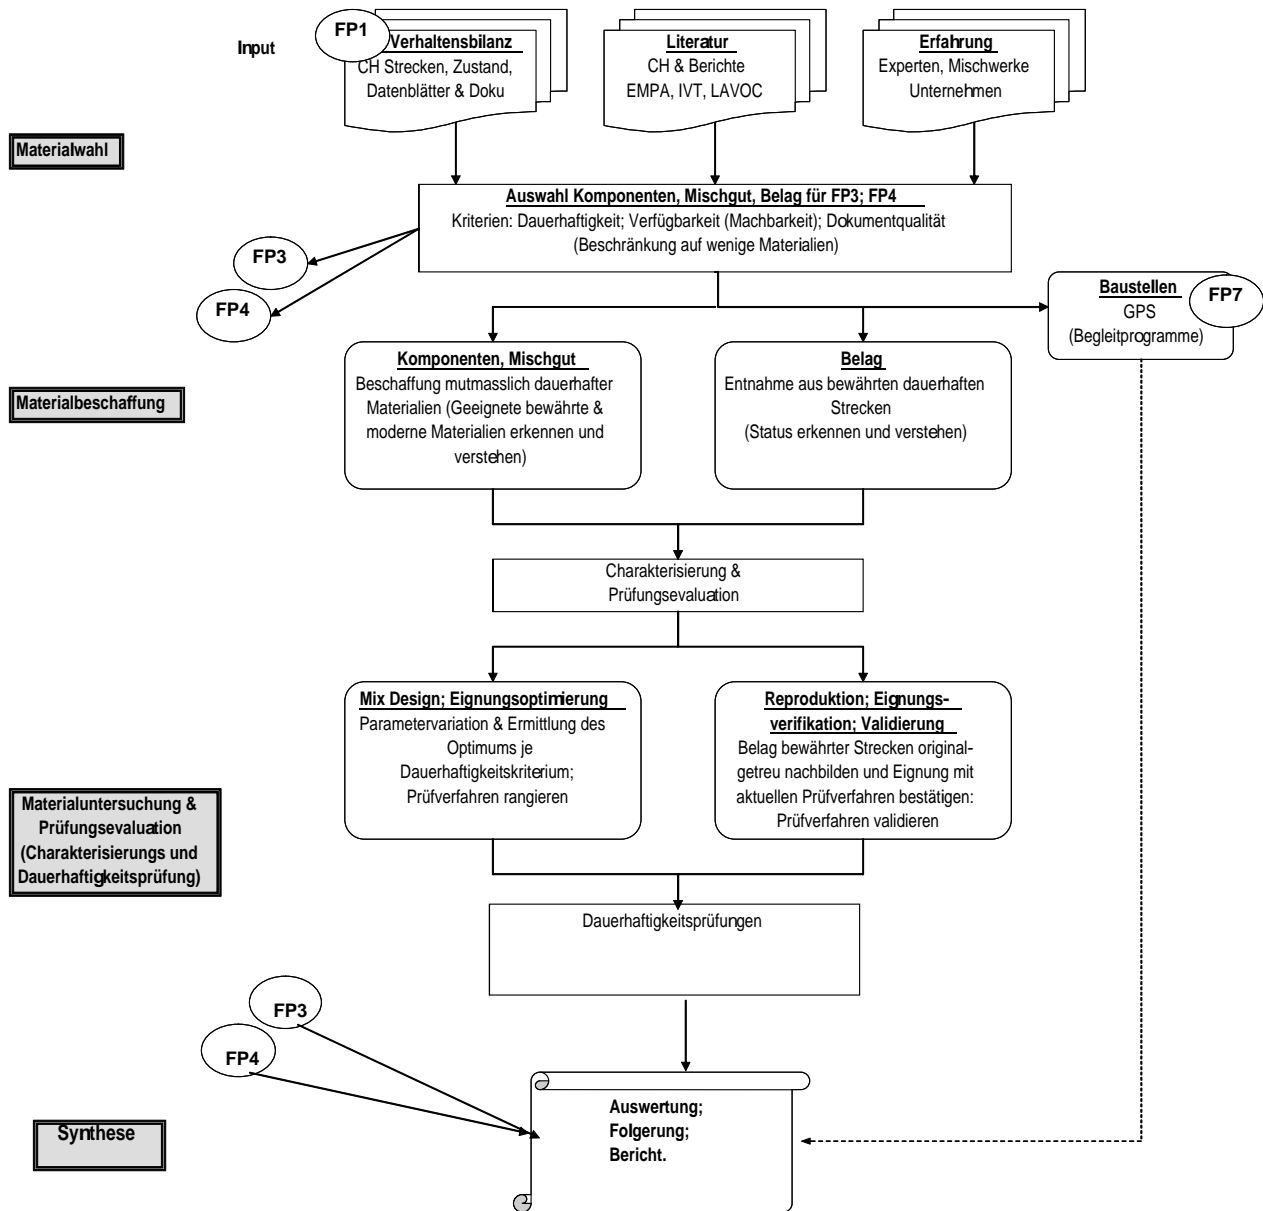 Input
FP1
Verhaltensbilanz
CH Strecken, Zustand,
Datenblätter & Doku
Literatur
CH & Berichte
EMPA, IVT, LAVOC
Erfahrung
Experten, Mischwerke
Unternehmen
Materialwahl
Auswahl Komponenten, Mischgut, Belag für FP3; FP4
Kriterien: Dauerhaftigkeit; Verfügbarkeit (Machbarkeit); Dokumentqualität
(Beschränkung auf wenige Materialien)
FP3
FP4
Baustellen
GPS
(Begleitprogramme)
FP7
Materialbeschaffung
Komponenten, Mischgut
Beschaffung mutmasslich dauerhafter
Materialien (Geeignete bewährte &
moderne Materialien erkennen und
verstehen)
Belag
Entnahme aus bewährten dauerhaften
Strecken
(Status erkennen und verstehen)
Charakterisierung &
Prüfungsevaluation
Mix Design; Eignungsoptimierung
Parametervariation & Ermittlung des
Optimums je
Dauerhaftigkeitskriterium;
Prüfverfahren rangieren
Reproduktion; Eignungs-
verifikation; Validierung
Belag bewährter Strecken original-
getreu nachbilden und Eignung mit
aktuellen Prüfverfahren bestätigen:
Prüfverfahren validieren
Materialuntersuchung &
Prüfungsevaluation
(Charakterisierungs und
Dauerhaftigkeitsprüfung)
Dauerhaftigkeitsprüfungen
FP3
FP4
Synthese
Auswertung;
Folgerung;
Bericht.